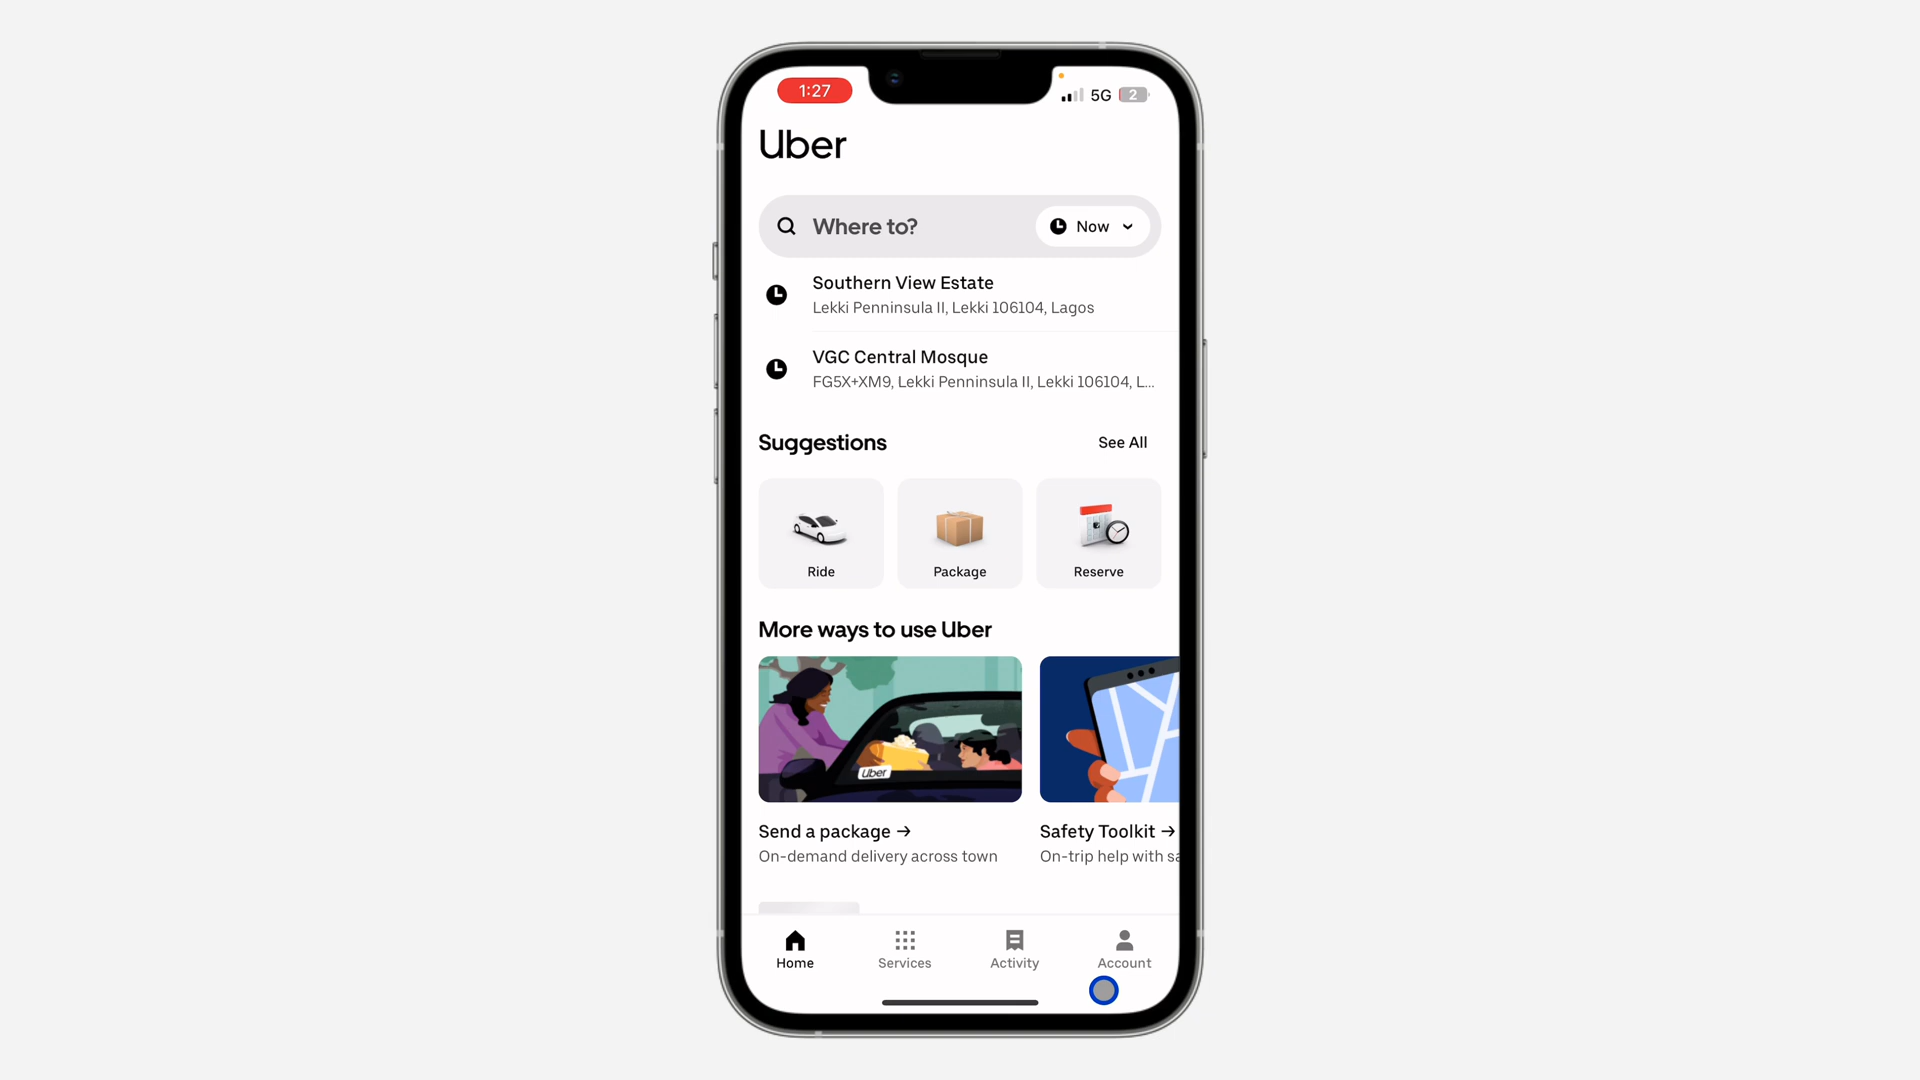 1:27
5G 2
Uber
Where to?
Now
Southern View Estate
Lekki Penninsula II, Lekki 106104, Lagos
VGC Central Mosque
FG5X+XM9, Lekki Penninsula II, Lekki 106104, L...
Suggestions
See All
Ride
Package
Reserve
More ways to use Uber
Uber
Send a package →
On-demand delivery across town
Safety Toolkit →
On-trip help with sa
Home
Services
Activity
Account